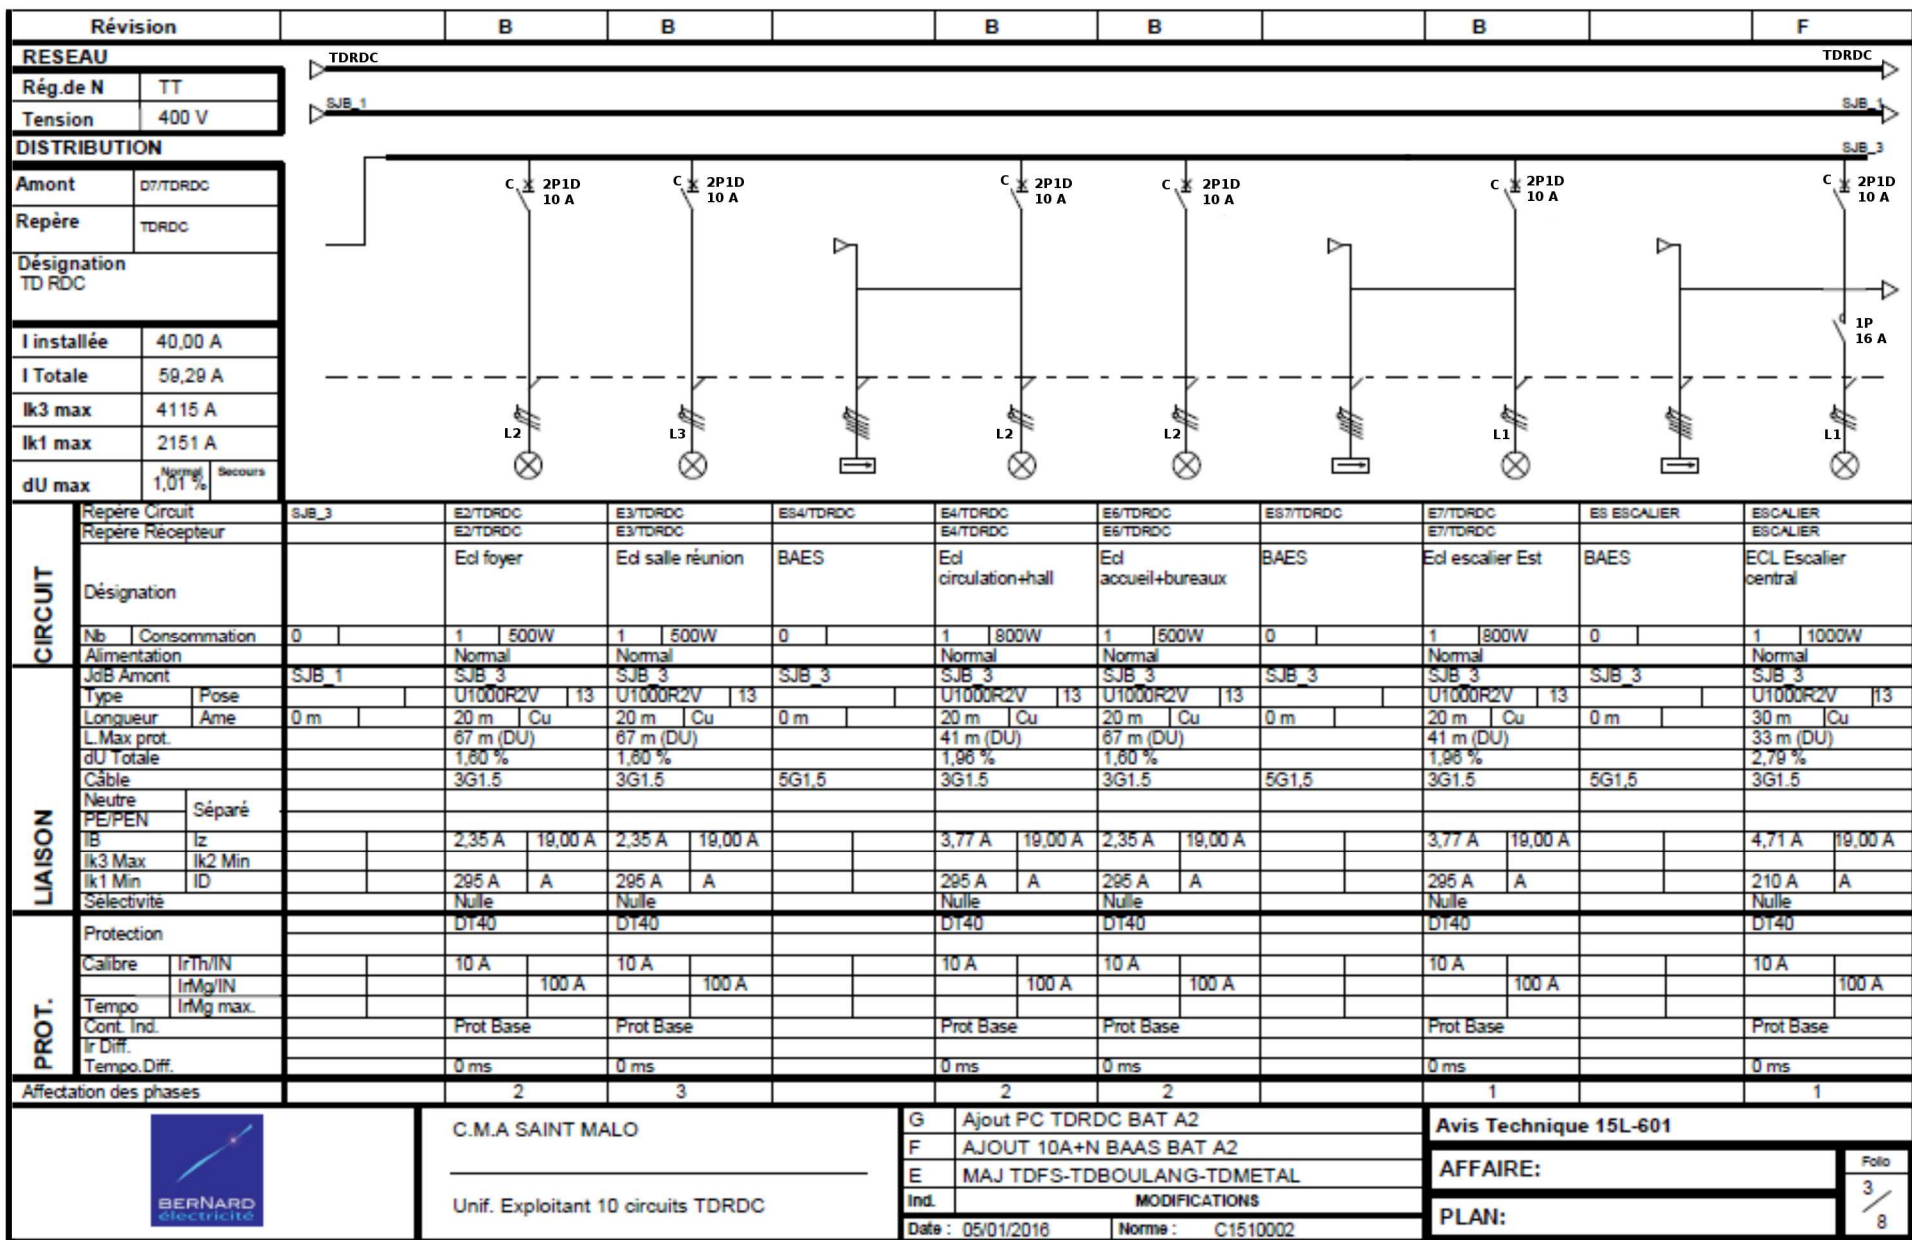 Révision B B B B B F
RESEAU
Rég.de N TT
Tension 400 V
DISTRIBUTION
Amont D7/TDRDC
Repère TDRDC
Désignation
TD RDC
I installée 40,00 A
I Totale 59,29 A
Ik3 max 4115 A
Ik1 max 2151 A
dU max Normal 1,01 % Secours
TDRDC TDRDC
SJB_1 SJB_1
SJB_3
C 2P1D C 2P1D C 2P1D C 2P1D C 2P1D C 2P1D
10 A 10 A 10 A 10 A 10 A 10 A
1P
16 A
L2 L3 L2 L2 L1 L1
CIRCUIT
Repère Circuit SJB_3 E2/TDRDC E3/TDRDC ES4/TDRDC E4/TDRDC E6/TDRDC ES7/TDRDC E7/TDRDC ES ESCALIER ESCALIER
Repère Récepteur E2/TDRDC E3/TDRDC E4/TDRDC E6/TDRDC E7/TDRDC ESCALIER
Désignation Ecl foyer Ecl salle réunion BAES Ecl circulation+hall Ecl accueil+bureaux BAES Ecl escalier Est BAES ECL Escalier central
Nb Consommation 0 1 500W 1 500W 0 1 800W 1 500W 0 1 800W 0 1 1000W
Alimentation Normal Normal Normal Normal Normal Normal
LIAISON
JdB Amont SJB_1 SJB_3 SJB_3 SJB_3 SJB_3 SJB_3 SJB_3 SJB_3 SJB_3 SJB_3
Type Pose U1000R2V 13 U1000R2V 13 U1000R2V 13 U1000R2V 13 U1000R2V 13 U1000R2V 13
Longueur Ame 0 m 20 m Cu 20 m Cu 0 m 20 m Cu 20 m Cu 0 m 20 m Cu 0 m 30 m Cu
L.Max prot. 67 m (DU) 67 m (DU) 41 m (DU) 67 m (DU) 41 m (DU) 33 m (DU)
dU Totale 1,60 % 1,60 % 1,96 % 1,60 % 1,96 % 2,79 %
Câble 3G1.5 3G1.5 5G1,5 3G1.5 3G1.5 5G1,5 3G1.5 5G1,5 3G1.5
Neutre Séparé
PE/PEN
IB Iz 2,35 A 19,00 A 2,35 A 19,00 A 3,77 A 19,00 A 2,35 A 19,00 A 3,77 A 19,00 A 4,71 A 19,00 A
Ik3 Max Ik2 Min
Ik1 Min ID 295 A A 295 A A 295 A A 295 A A 295 A A 210 A A
Sélectivité Nulle Nulle Nulle Nulle Nulle Nulle
PROT.
Protection DT40 DT40 DT40 DT40 DT40 DT40
Calibre IrTh/IN 10 A 10 A 10 A 10 A 10 A 10 A
IrMg/IN 100 A 100 A 100 A 100 A 100 A 100 A
Tempo IrMg max.
Cont. Ind. Prot Base Prot Base Prot Base Prot Base Prot Base Prot Base
Ir Diff.
Tempo.Diff. 0 ms 0 ms 0 ms 0 ms 0 ms 0 ms
Affectation des phases 2 3 2 2 1 1
BERNARD
électricité
C.M.A SAINT MALO
Unif. Exploitant 10 circuits TDRDC
G Ajout PC TDRDC BAT A2
F AJOUT 10A+N BAAS BAT A2
E MAJ TDFS-TDBOULANG-TDMETAL
Ind. MODIFICATIONS
Date : 05/01/2016 Norme : C1510002
Avis Technique 15L-601
AFFAIRE:
PLAN:
Folio
3/8